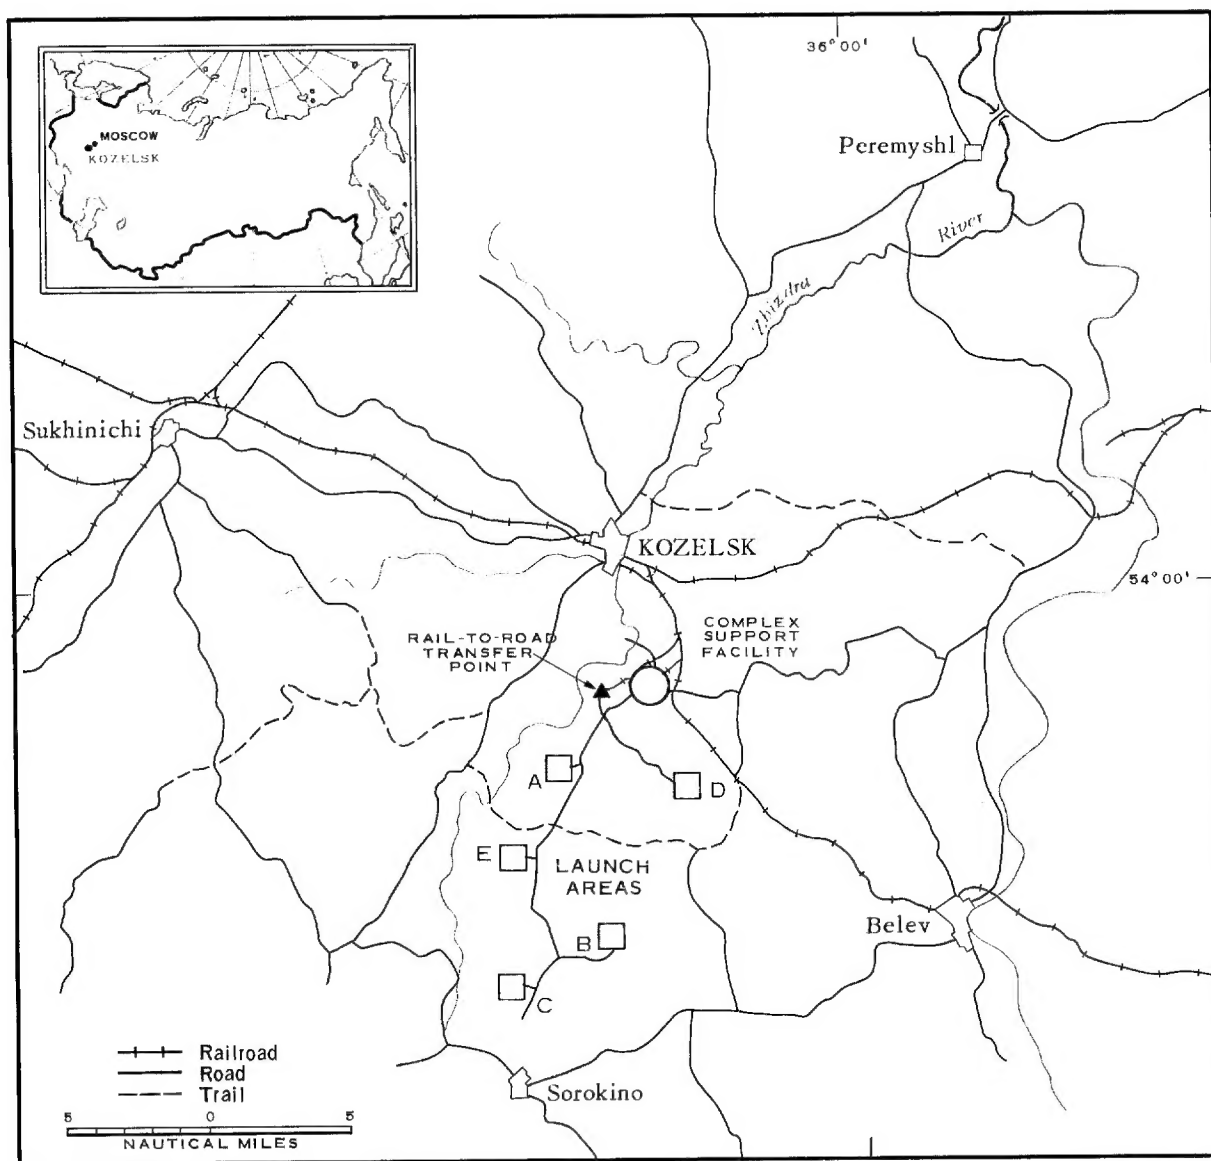 36°00'
MOSCOW
KOZELSK
Peremyshl
River
Zhizdra
Sukhinichi
KOZELSK
54°00'
RAIL-TO-ROAD
TRANSFER
POINT
COMPLEX
SUPPORT
FACILITY
A
D
E
LAUNCH
AREAS
B
Belev
C
Railroad
Road
Trail
Sorokino
5 0 5
NAUTICAL MILES